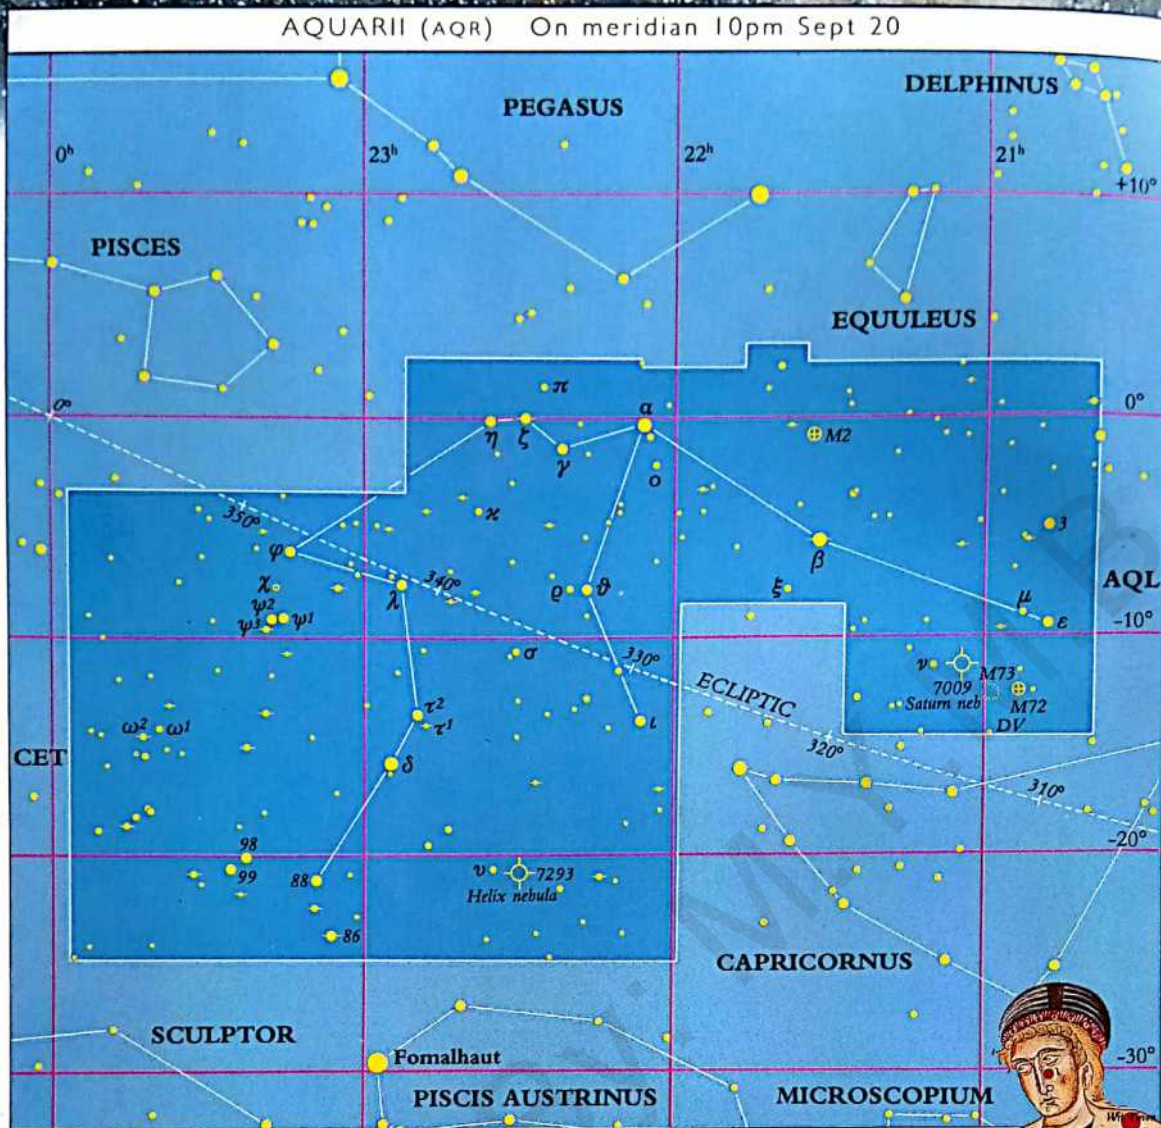 AQUARII (AQR) On meridian 10pm Sept 20
DELPHINUS
PEGASUS
0ʰ 23ʰ 22ʰ 21ʰ
+10°
PISCES
EQUULEUS
π
0° α 0°
η ζ M2
γ
ο
ϰ 3
350°
φ β
AQL
χ 340° ξ
λ ϱ ϑ μ
ψ² ψ¹
ψ³ ε -10°
σ 330°
ν M73
ECLIPTIC 7009
Saturn neb M72
τ²
ω² ω¹ τ¹ ι DV
320°
CET δ
310°
-20°
98
99 88 υ 7293
Helix nebula
86
CAPRICORNUS
SCULPTOR
Fomalhaut -30°
PISCIS AUSTRINUS MICROSCOPIUM